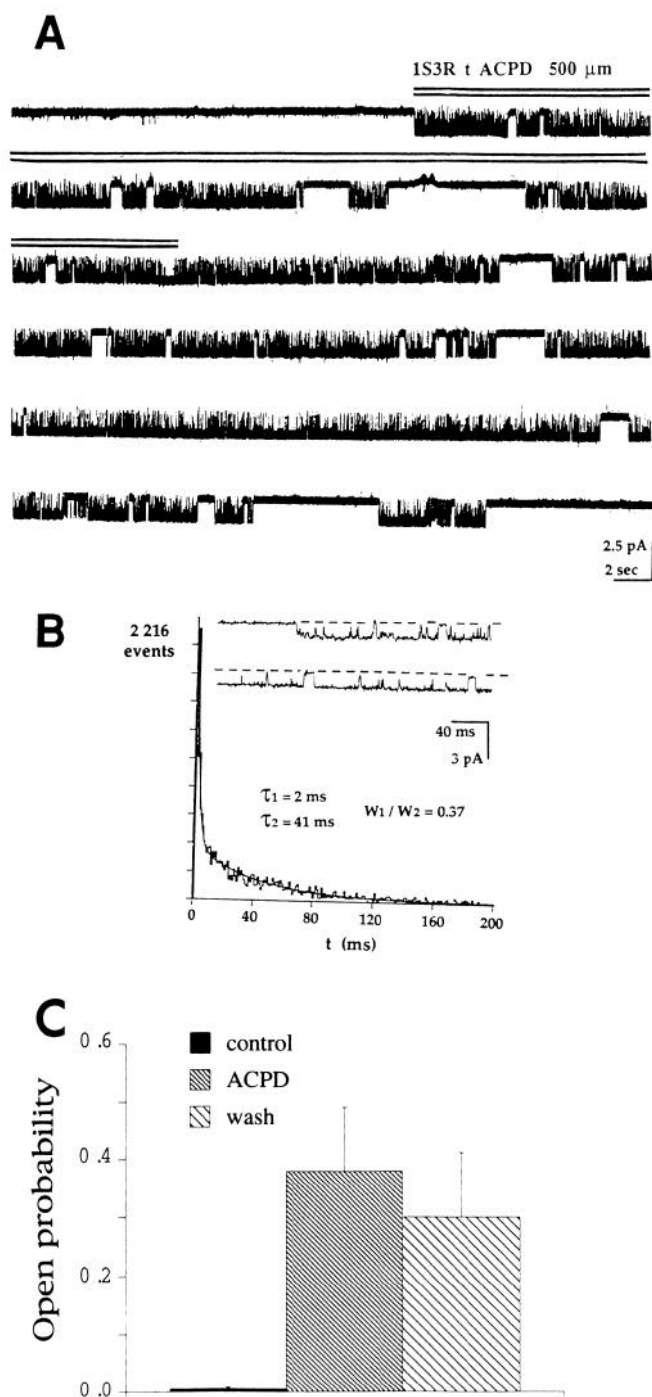 A
1S3R t ACPD 500 µm
2.5 pA
2 sec
B
2 216
events
40 ms
3 pA
τ1 = 2 ms
τ2 = 41 ms
W1 / W2 = 0.37
0 40 80 120 160 200
t (ms)
C
0.6
control
ACPD
wash
0.4
Open probability
0.2
0.0